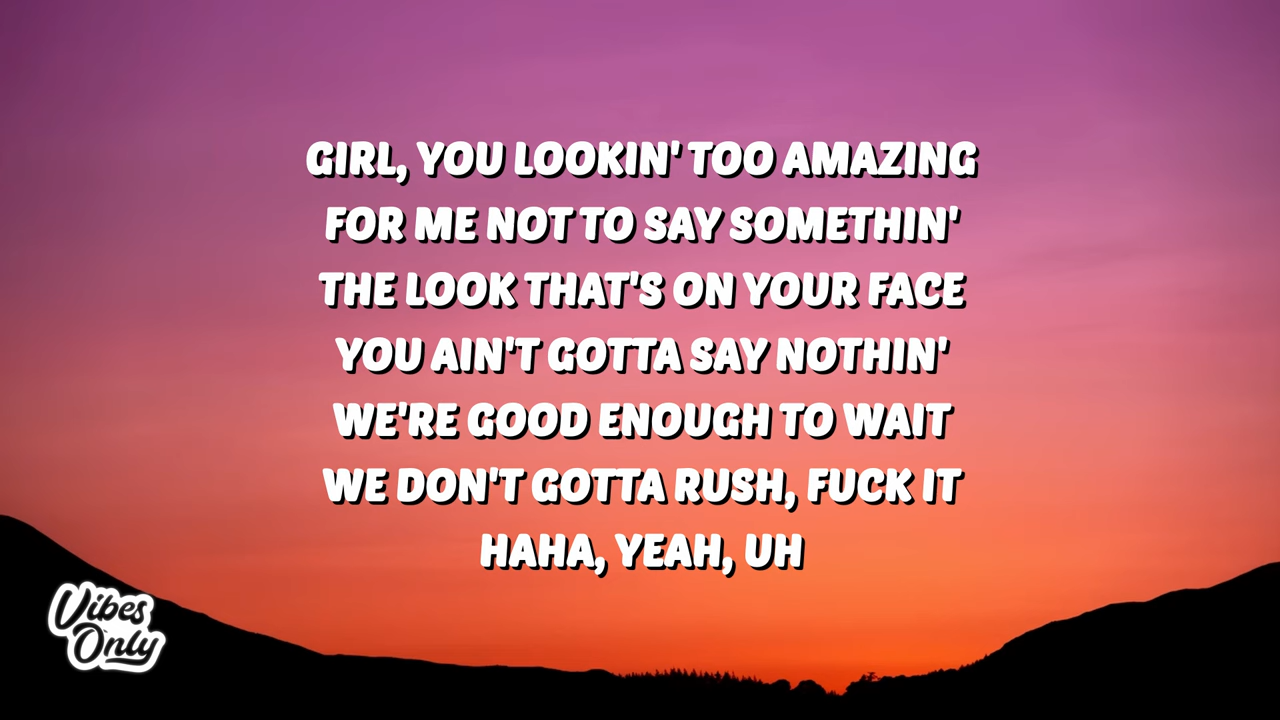 GIRL, YOU LOOKIN' TOO AMAZING
FOR ME NOT TO SAY SOMETHIN'
THE LOOK THAT'S ON YOUR FACE
YOU AIN'T GOTTA SAY NOTHIN'
WE'RE GOOD ENOUGH TO WAIT
WE DON'T GOTTA RUSH, FUCK IT
HAHA, YEAH, UH
Vibes
Only